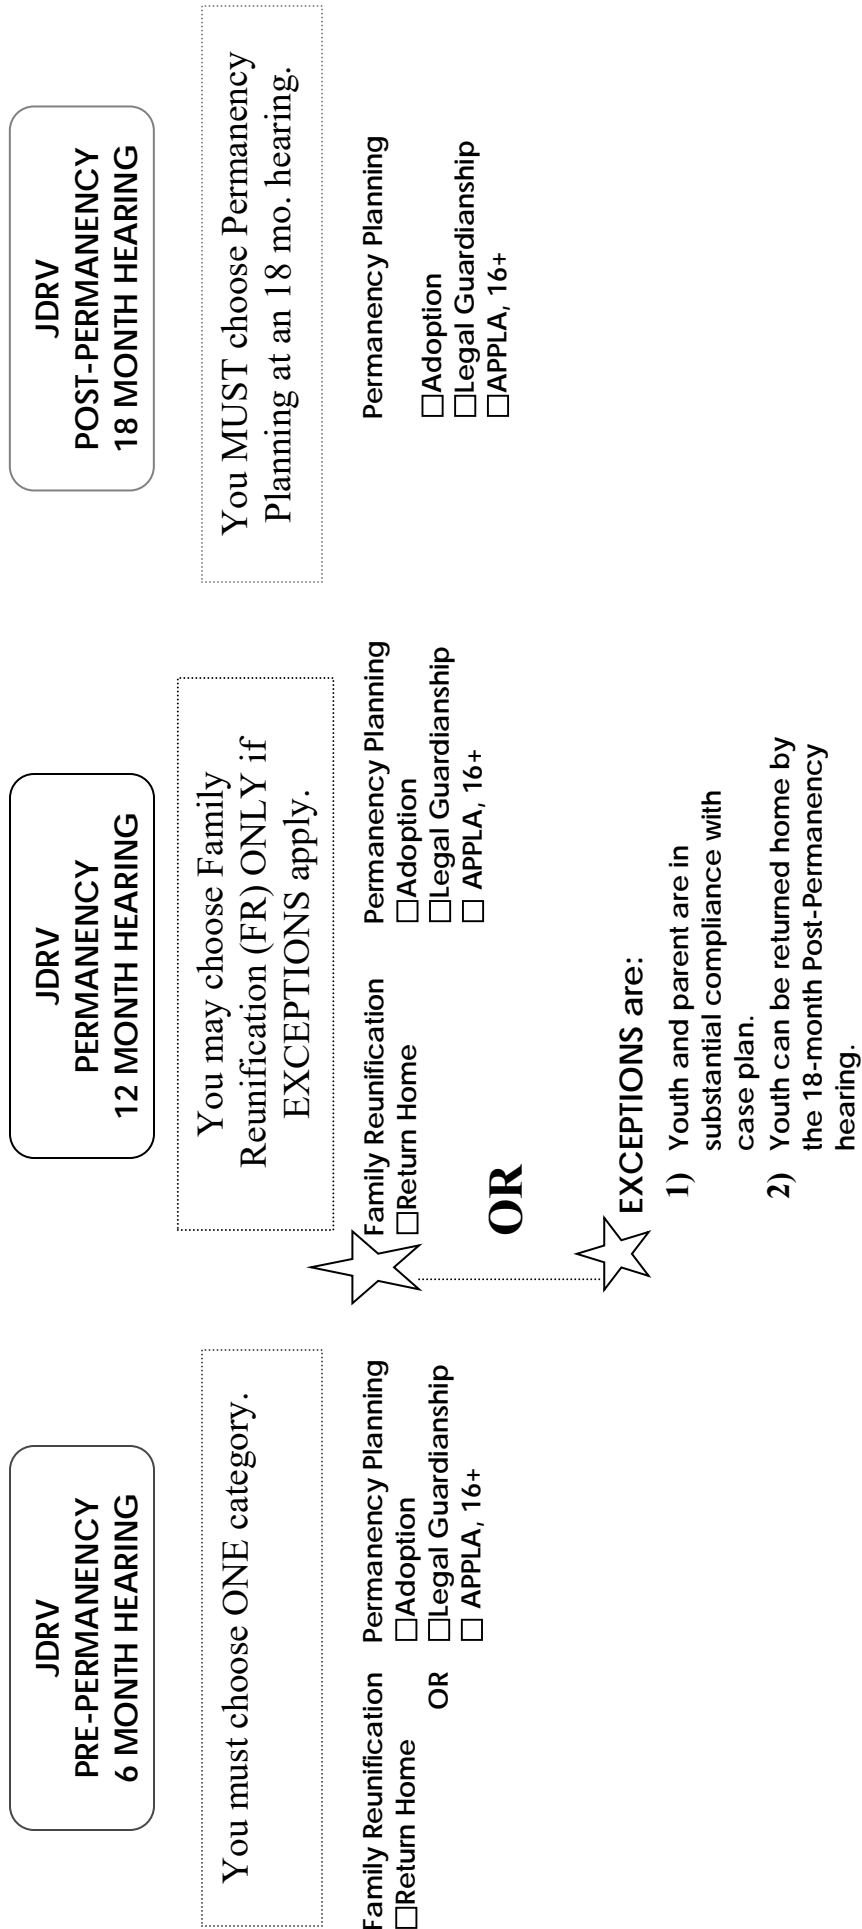 JDRV
PRE-PERMANENCY
6 MONTH HEARING
You must choose ONE category.
Family Reunification
☐Return Home
OR
Permanency Planning
☐Adoption
☐Legal Guardianship
☐ APPLA, 16+
JDRV
PERMANENCY
12 MONTH HEARING
You may choose Family
Reunification (FR) ONLY if
EXCEPTIONS apply.
Family Reunification
☐Return Home
OR
Permanency Planning
☐Adoption
☐Legal Guardianship
☐ APPLA, 16+
EXCEPTIONS are:
1) Youth and parent are in
substantial compliance with
case plan.
2) Youth can be returned home by
the 18-month Post-Permanency
hearing.
JDRV
POST-PERMANENCY
18 MONTH HEARING
You MUST choose Permanency
Planning at an 18 mo. hearing.
Permanency Planning
☐Adoption
☐Legal Guardianship
☐APPLA, 16+